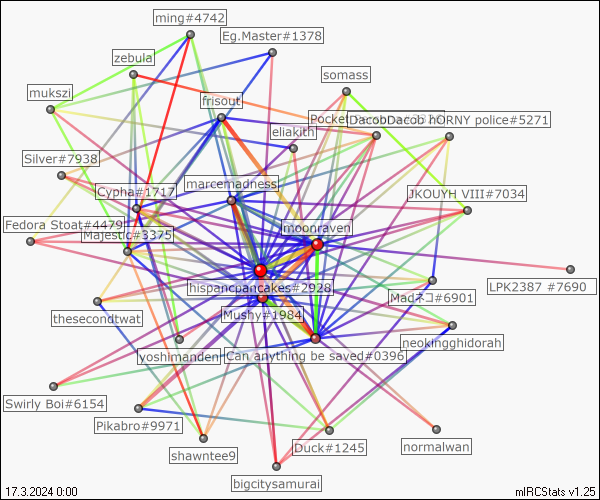 ming#4742
Eg.Master#1378
zebula
somass
mukszi
frisout
DacobDacob
HORNY police#5271
eliakith
Silver#7938
marcemadness
Cypha#1717
JKOUYH VIII#7034
Fedora Stoat#4479
Majestic#3375
moonraven
hispancpancakes#2928
LPK2387 #7690
Madネコ#6901
thesecondtwat
Mushy#1984
neokingghidorah
yoshimanden
Can anything be saved#0396
Swirly Boi#6154
Pikabro#9971
normalwan
shawntee9
Duck#1245
bigcitysamurai
17.3.2024 0:00
mIRCStats v1.25